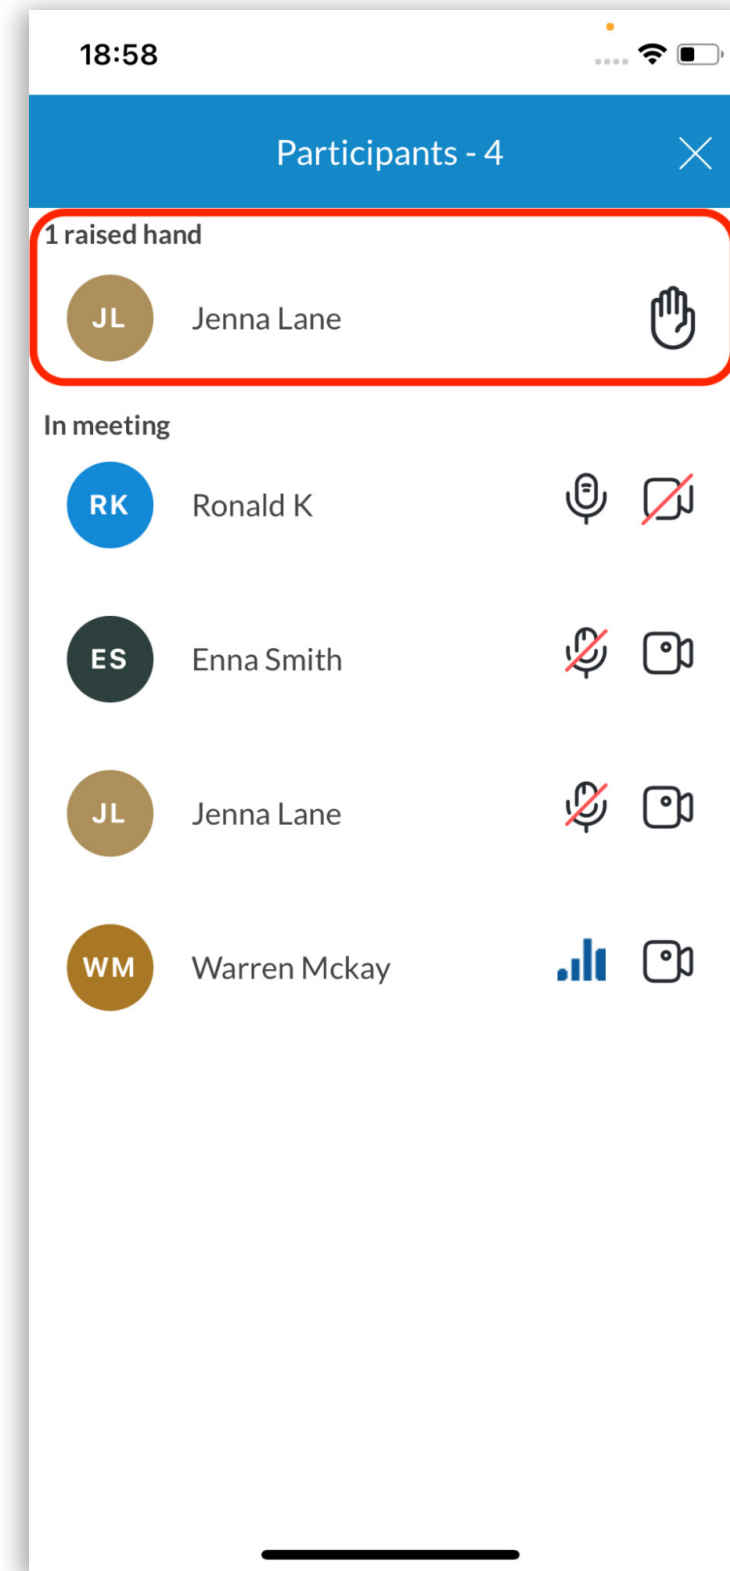 18:58
Participants - 4
1 raised hand
JL Jenna Lane
In meeting
RK Ronald K
ES Enna Smith
JL Jenna Lane
WM Warren Mckay